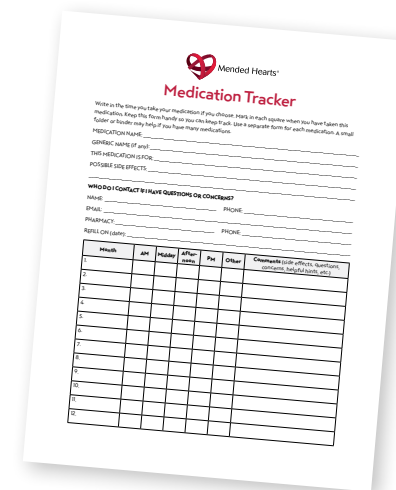 Mended Hearts®
Medication Tracker
Write in the time you take your medication if you choose. Mark in each square when you have taken this
medication. Keep this form handy so you can keep track. Use a separate form for each medication. A small
folder or binder may help if you have many medications.
MEDICATION NAME:
GENERIC NAME (if any):
THIS MEDICATION IS FOR:
POSSIBLE SIDE EFFECTS:
WHO DO I CONTACT IF I HAVE QUESTIONS OR CONCERNS?
NAME: PHONE:
EMAIL:
PHARMACY: PHONE:
REFILL ON (date):
Month AM Midday After-noon PM Other Comments (side effects, questions, concerns, helpful hints, etc.)
1.
2.
3.
4.
5.
6.
7.
8.
9.
10.
11.
12.